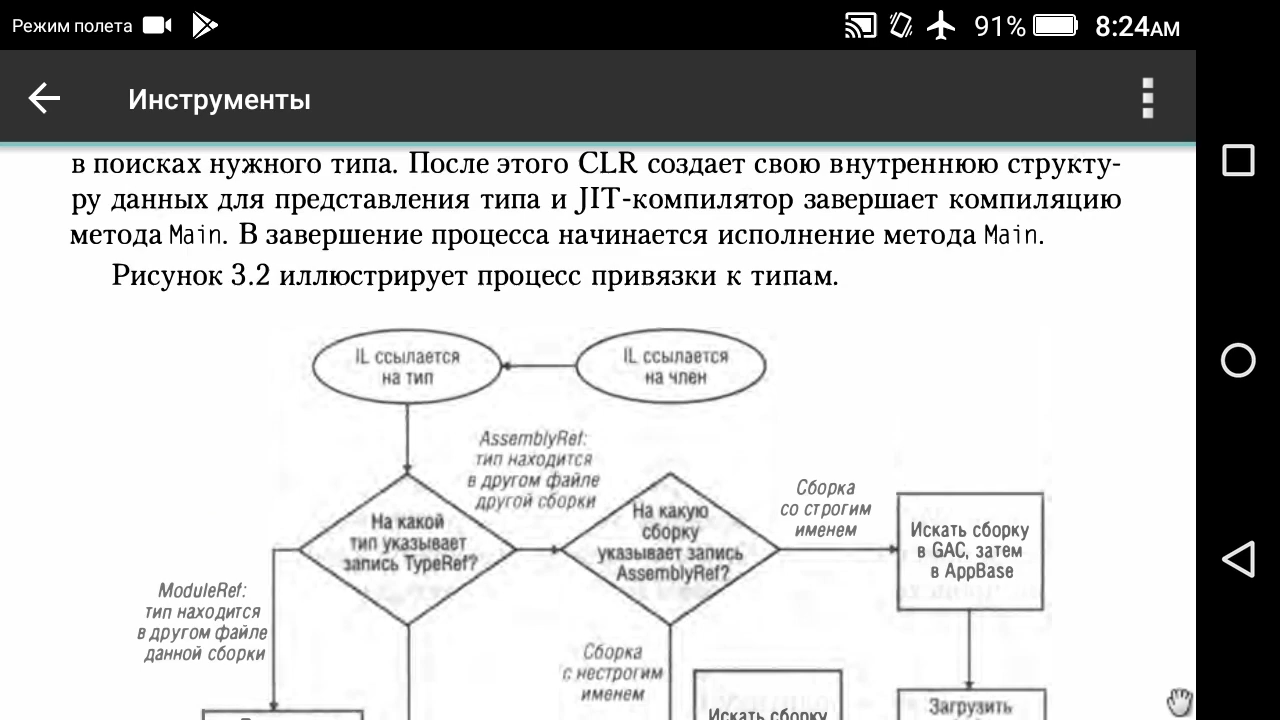 Режим полета
91% 8:24AM
Инструменты
в поисках нужного типа. После этого CLR создает свою внутреннюю структу-
ру данных для представления типа и JIT-компилятор завершает компиляцию
метода Main. В завершение процесса начинается исполнение метода Main.
Рисунок 3.2 иллюстрирует процесс привязки к типам.
IL ссылается
на тип
IL ссылается
на член
AssemblyRef:
тип находится
в другом файле
другой сборки
На какой
тип указывает
запись TypeRef?
На какую
сборку
указывает запись
AssemblyRef?
Сборка
со строгим
именем
Искать сборку
в GAC, затем
в AppBase
ModuleRef:
тип находится
в другом файле
данной сборки
Сборка
с нестрогим
именем
Искать сборку
Загрузить